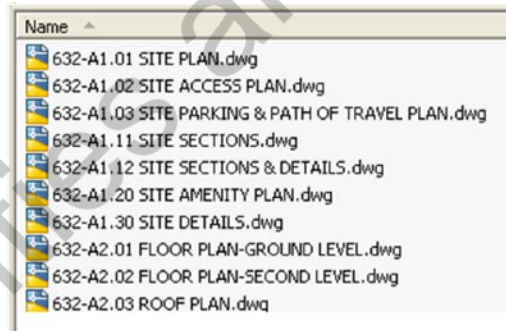 Name
632-A1.01 SITE PLAN.dwg
632-A1.02 SITE ACCESS PLAN.dwg
632-A1.03 SITE PARKING & PATH OF TRAVEL PLAN.dwg
632-A1.11 SITE SECTIONS.dwg
632-A1.12 SITE SECTIONS & DETAILS.dwg
632-A1.20 SITE AMENITY PLAN.dwg
632-A1.30 SITE DETAILS.dwg
632-A2.01 FLOOR PLAN-GROUND LEVEL.dwg
632-A2.02 FLOOR PLAN-SECOND LEVEL.dwg
632-A2.03 ROOF PLAN.dwg